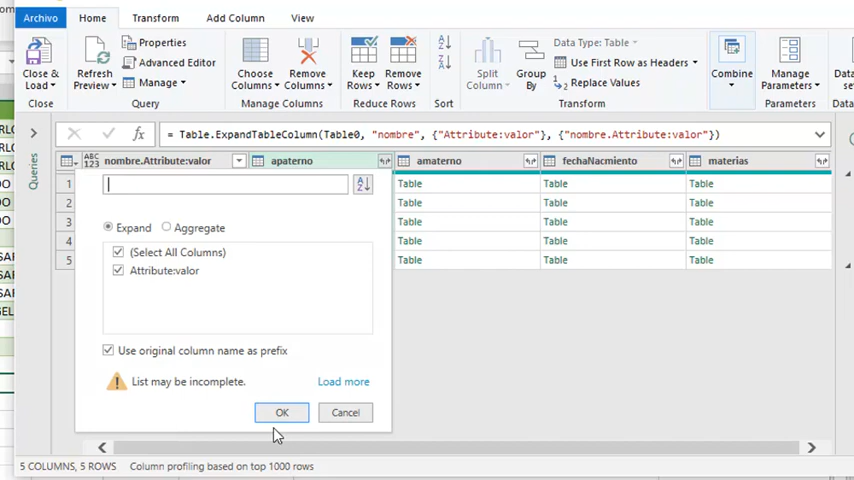 Archivo Home Transform Add Column View
Close & Load
Refresh Preview
Properties
Advanced Editor
Manage
Choose Columns
Remove Columns
Keep Rows
Remove Rows
Split Column
Group By
Data Type: Table
Use First Row as Headers
Replace Values
Combine
Manage Parameters
Close Query Manage Columns Reduce Rows Sort Transform Parameters
= Table.ExpandTableColumn(Table0, "nombre", {"Attribute:valor"}, {"nombre.Attribute:valor"})
Queries
ABC 123 nombre.Attribute:valor apaterno amaterno fechaNacmiento materias
1 Table Table Table
2 Table Table Table
3 Table Table Table
4 Table Table Table
5 Table Table Table
Expand Aggregate
(Select All Columns)
Attribute:valor
Use original column name as prefix
List may be incomplete. Load more
OK Cancel
5 COLUMNS, 5 ROWS Column profiling based on top 1000 rows